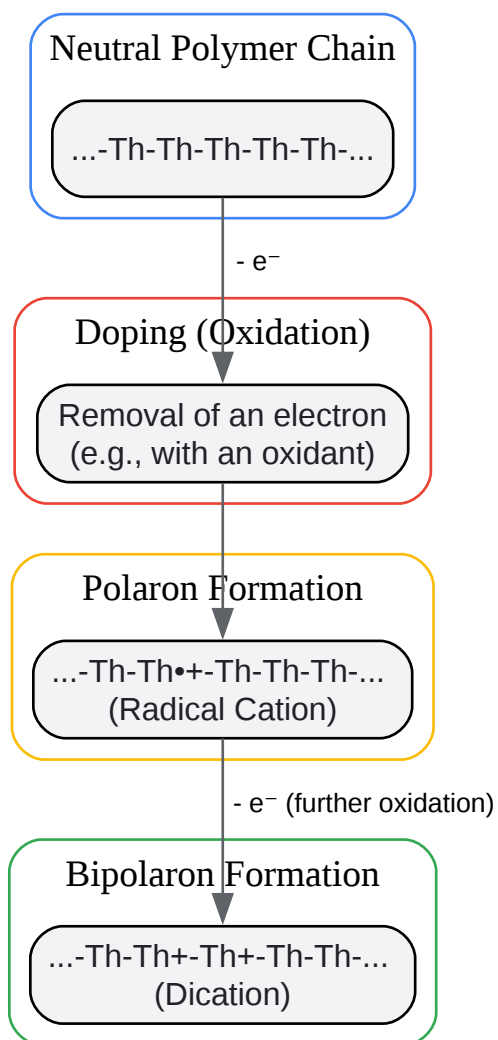 Neutral Polymer Chain
...-Th-Th-Th-Th-Th-...
- e⁻
Doping (Oxidation)
Removal of an electron
(e.g., with an oxidant)
Polaron Formation
...-Th-Th•+-Th-Th-Th-...
(Radical Cation)
- e⁻ (further oxidation)
Bipolaron Formation
...-Th-Th+-Th+-Th-Th-...
(Dication)